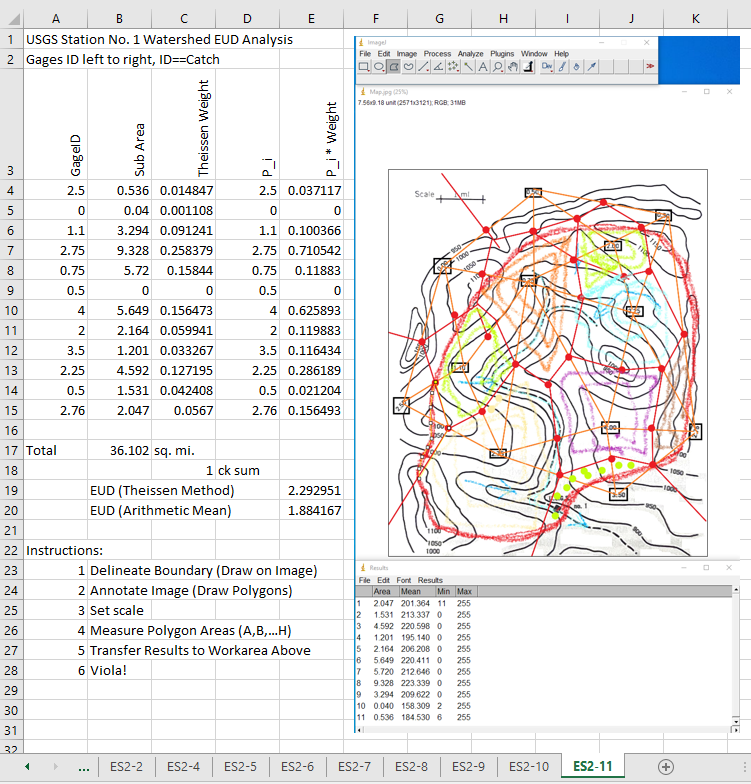 A B C D E F G H I J K
1 USGS Station No. 1 Watershed EUD Analysis
2 Gages ID left to right, ID==Catch
3 GageID Sub Area Theissen Weight P_i P_i * Weight
4 2.5 0.536 0.014847 2.5 0.037117
5 0 0.04 0.001108 0 0
6 1.1 3.294 0.091241 1.1 0.100366
7 2.75 9.328 0.258379 2.75 0.710542
8 0.75 5.72 0.15844 0.75 0.11883
9 0.5 0 0 0.5 0
10 4 5.649 0.156473 4 0.625893
11 2 2.164 0.059941 2 0.119883
12 3.5 1.201 0.033267 3.5 0.116434
13 2.25 4.592 0.127195 2.25 0.286189
14 0.5 1.531 0.042408 0.5 0.021204
15 2.76 2.047 0.0567 2.76 0.156493
16
17 Total 36.102 sq. mi.
18 1 ck sum
19 EUD (Theissen Method) 2.292951
20 EUD (Arithmetic Mean) 1.884167
21
22 Instructions:
23 1 Delineate Boundary (Draw on Image)
24 2 Annotate Image (Draw Polygons)
25 3 Set scale
26 4 Measure Polygon Areas (A,B,...H)
27 5 Transfer Results to Workarea Above
28 6 Viola!
29
30
31
32
ImageJ
File Edit Image Process Analyze Plugins Window Help
Dev
Map.jpg (25%)
7.56x9.18 unit (2571x3121); RGB; 31MB
Scale mi
0.50
950
1000
1050
1150
1.10
4.00
2.75
3.50
no. 1
1050
1000
950
1100
1050
1000
Results
File Edit Font Results
Area Mean Min Max
1 2.047 201.364 11 255
2 1.531 213.337 0 255
3 4.592 220.598 0 255
4 1.201 195.140 0 255
5 2.164 206.208 0 255
6 5.649 220.411 0 255
7 5.720 212.646 0 255
8 9.328 223.339 0 255
9 3.294 209.622 0 255
10 0.040 158.309 2 255
11 0.536 184.530 6 255
... ES2-2 ES2-4 ES2-5 ES2-6 ES2-7 ES2-8 ES2-9 ES2-10 ES2-11